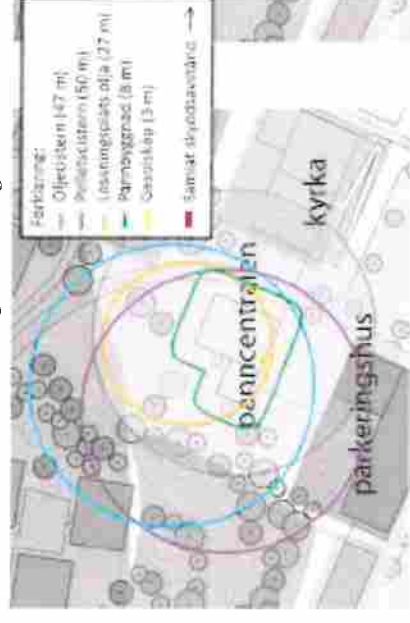 Förklaring:
Oljecistern (47 m)
Pelletscistern (50 m)
Lossningsplats olja (27 m)
Pannbyggnad (8 m)
Gasolskåp (3 m)
Samlat skyddsavstånd
panncentralen
kyrka
parkeringshus